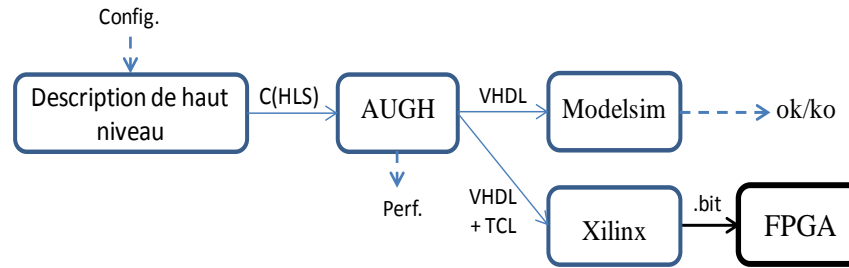 Config.
Description de haut
niveau
C(HLS)
AUGH
VHDL
Modelsim
ok/ko
Perf.
VHDL
+ TCL
Xilinx
.bit
FPGA